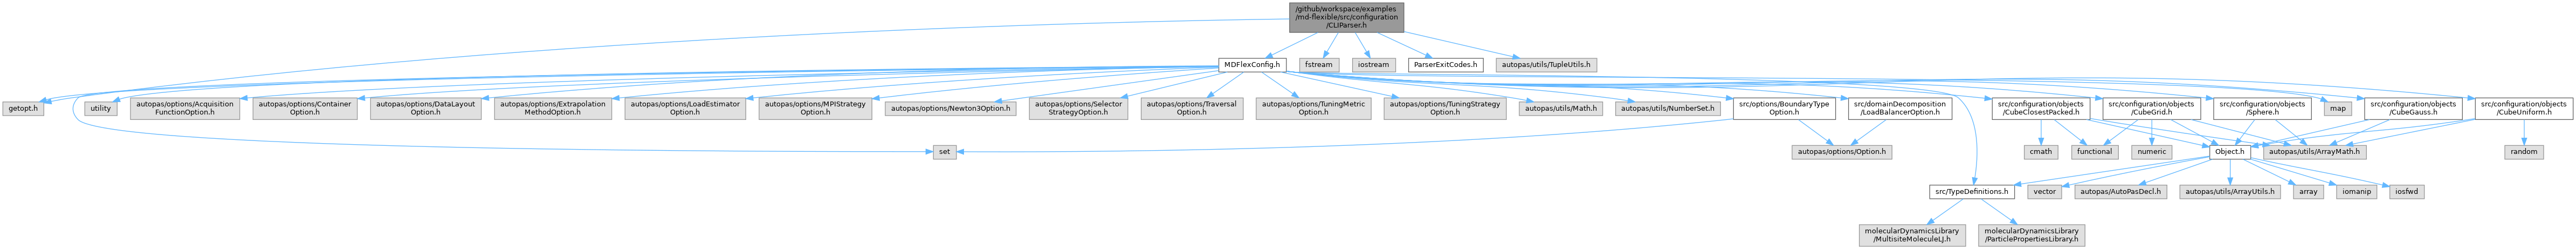 /github/workspace/examples
/md-flexible/src/configuration
/CLIParser.h
MDFlexConfig.h
fstream
iostream
ParserExitCodes.h
autopas/utils/TupleUtils.h
getopt.h
utility
autopas/options/Acquisition
FunctionOption.h
autopas/options/Container
Option.h
autopas/options/DataLayout
Option.h
autopas/options/Extrapolation
MethodOption.h
autopas/options/LoadEstimator
Option.h
autopas/options/MPIStrategy
Option.h
autopas/options/Newton3Option.h
autopas/options/Selector
StrategyOption.h
autopas/options/Traversal
Option.h
autopas/options/TuningMetric
Option.h
autopas/options/TuningStrategy
Option.h
autopas/utils/Math.h
autopas/utils/NumberSet.h
src/options/BoundaryType
Option.h
src/domainDecomposition
/LoadBalancerOption.h
src/configuration/objects
/CubeClosestPacked.h
src/configuration/objects
/CubeGrid.h
src/configuration/objects
/Sphere.h
map
src/configuration/objects
/CubeGauss.h
src/configuration/objects
/CubeUniform.h
set
autopas/options/Option.h
cmath
functional
numeric
Object.h
autopas/utils/ArrayMath.h
random
src/TypeDefinitions.h
vector
autopas/AutoPasDecl.h
autopas/utils/ArrayUtils.h
array
iomanip
iosfwd
molecularDynamicsLibrary
/MultisiteMoleculeLJ.h
molecularDynamicsLibrary
/ParticlePropertiesLibrary.h